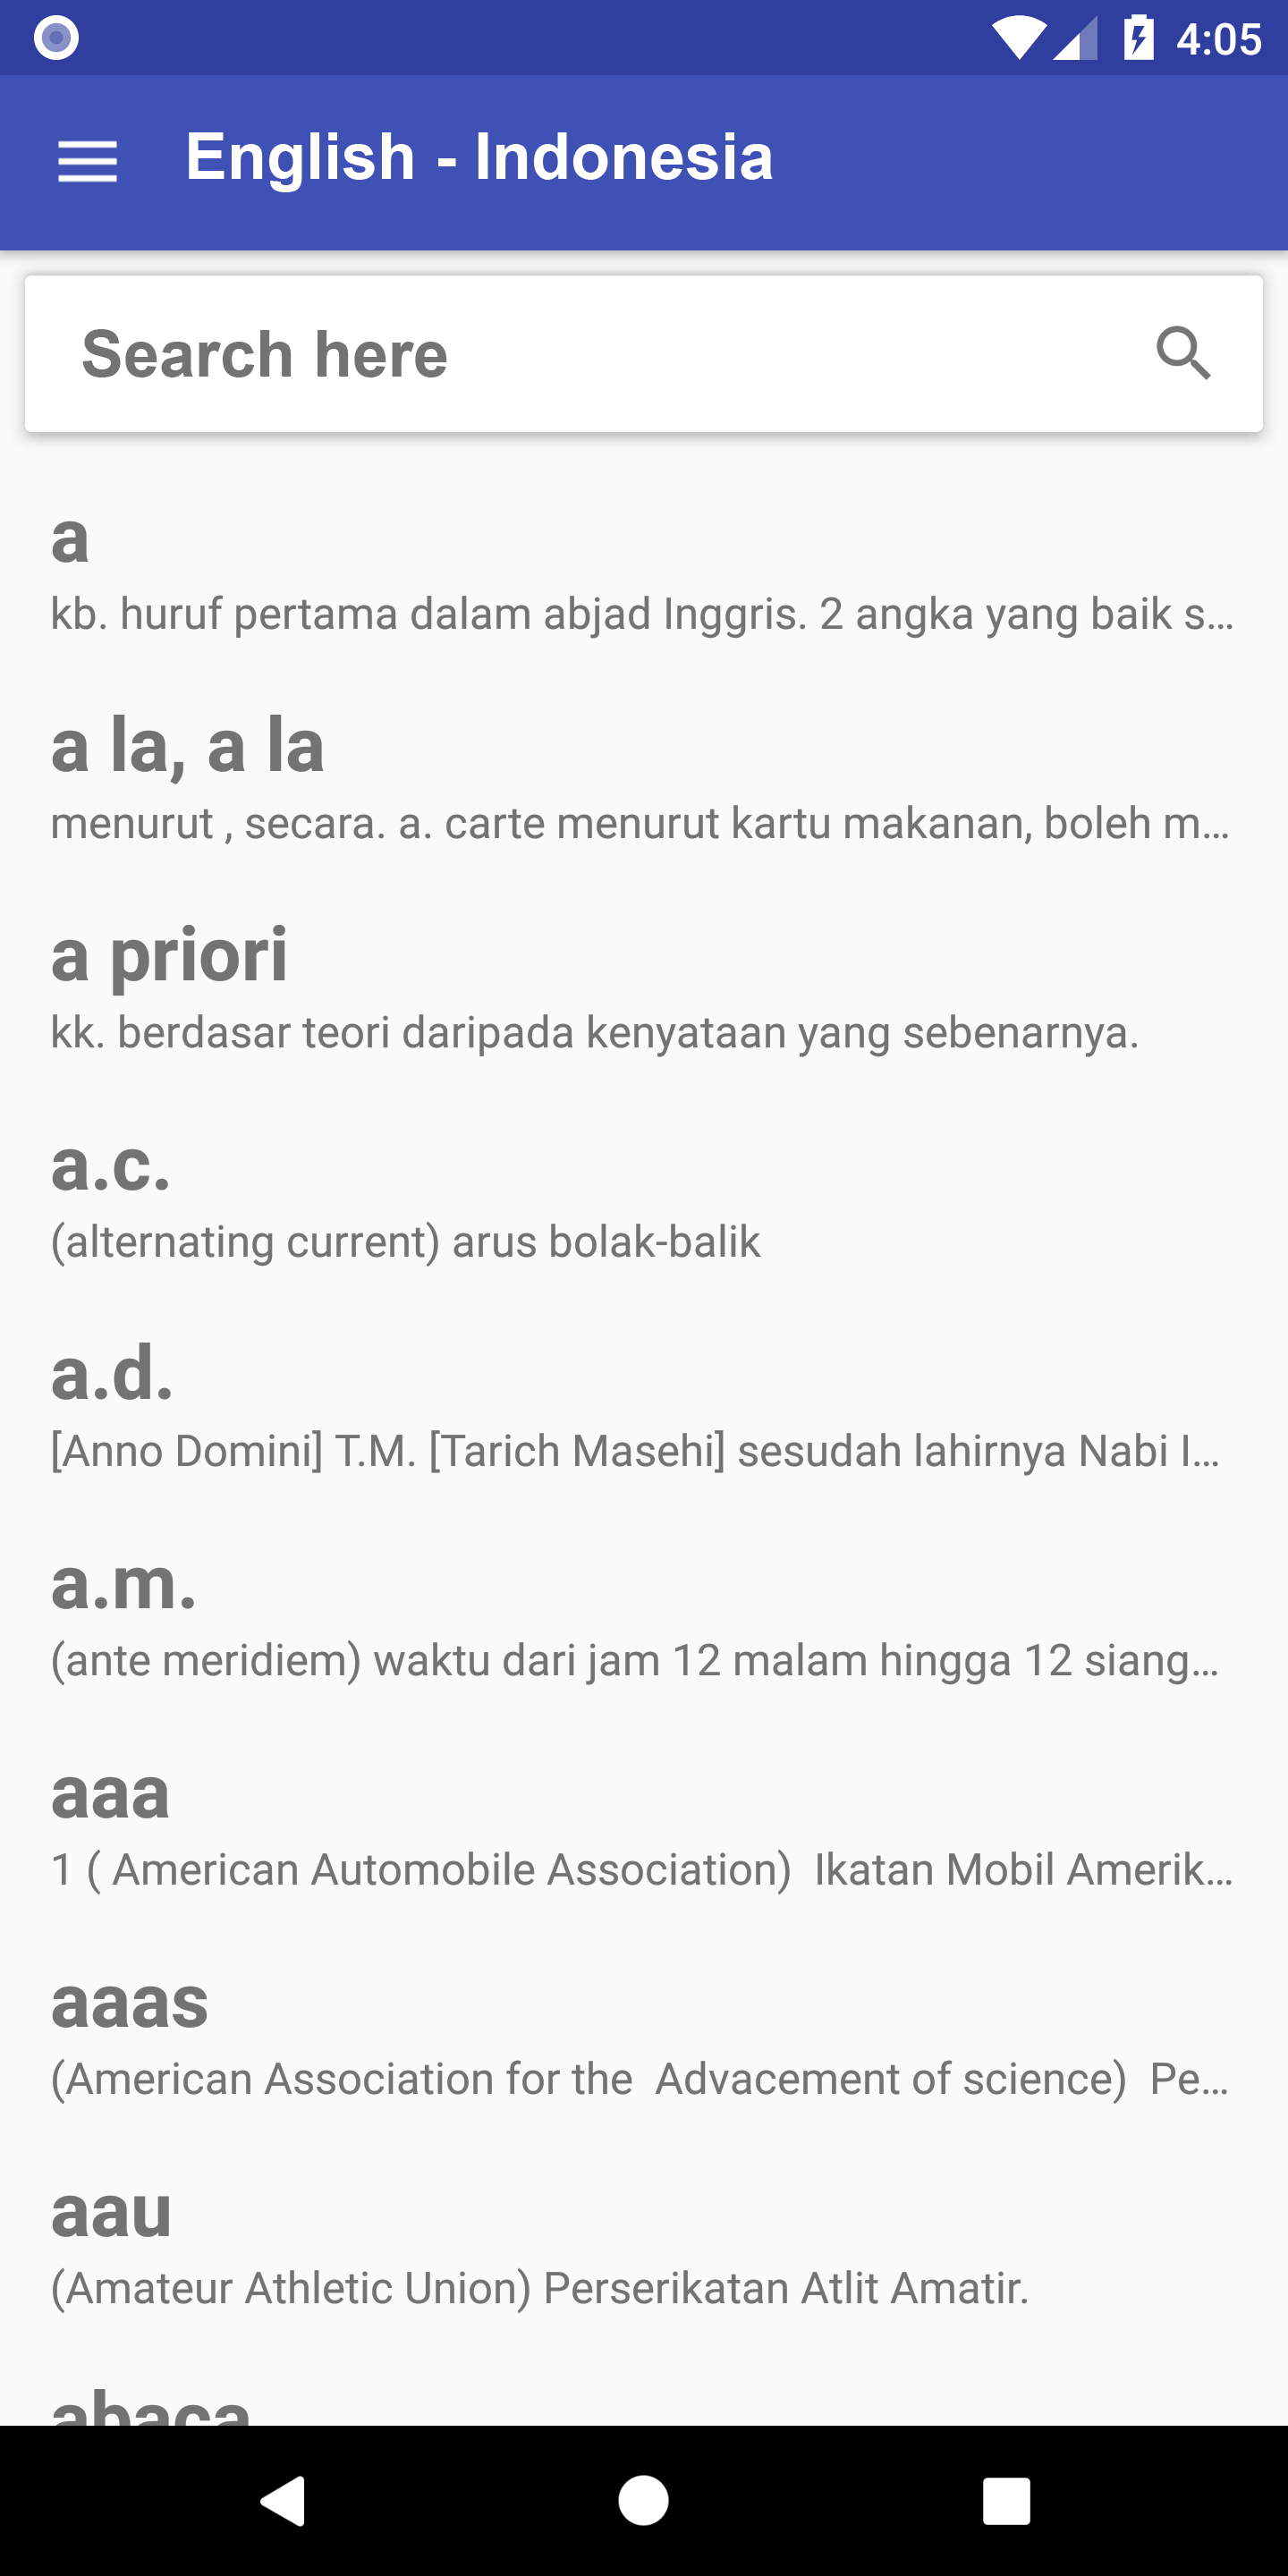 4:05
English - Indonesia
Search here
a
kb. huruf pertama dalam abjad Inggris. 2 angka yang baik s...
a la, a la
menurut , secara. a. carte menurut kartu makanan, boleh m...
a priori
kk. berdasar teori daripada kenyataan yang sebenarnya.
a.c.
(alternating current) arus bolak-balik
a.d.
[Anno Domini] T.M. [Tarich Masehi] sesudah lahirnya Nabi I...
a.m.
(ante meridiem) waktu dari jam 12 malam hingga 12 siang...
aaa
1 ( American Automobile Association)  Ikatan Mobil Amerik...
aaas
(American Association for the  Advacement of science)  Pe...
aau
(Amateur Athletic Union) Perserikatan Atlit Amatir.
abaca